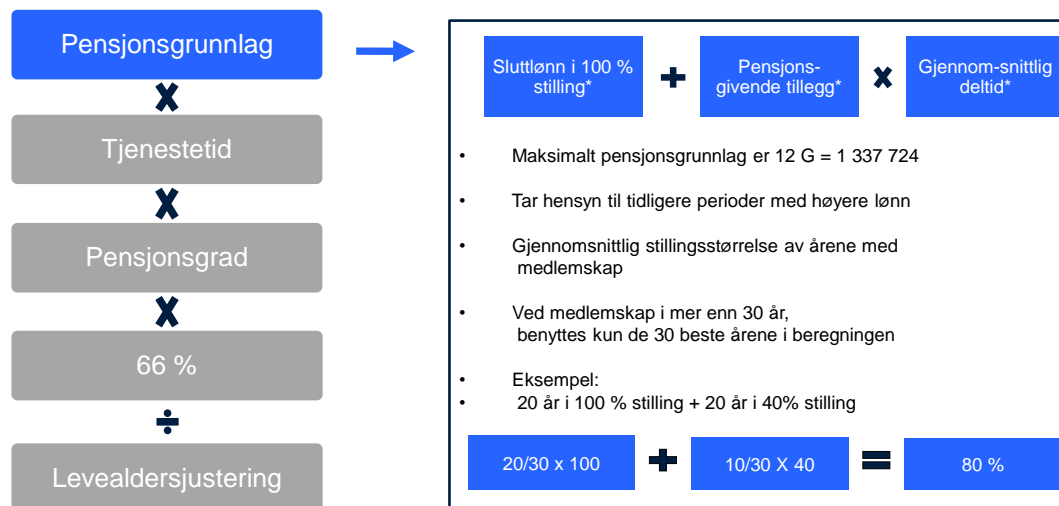 Pensjonsgrunnlag
×
Tjenestetid
×
Pensjonsgrad
×
66 %
÷
Levealdersjustering
Sluttlønn i 100 %
stilling*
+
Pensjons-
givende tillegg*
×
Gjennom-snittlig
deltid*
• Maksimalt pensjonsgrunnlag er 12 G = 1 337 724
• Tar hensyn til tidligere perioder med høyere lønn
• Gjennomsnittlig stillingsstørrelse av årene med
medlemskap
• Ved medlemskap i mer enn 30 år,
benyttes kun de 30 beste årene i beregningen
• Eksempel:
• 20 år i 100 % stilling + 20 år i 40% stilling
20/30 x 100
+
10/30 X 40
=
80 %